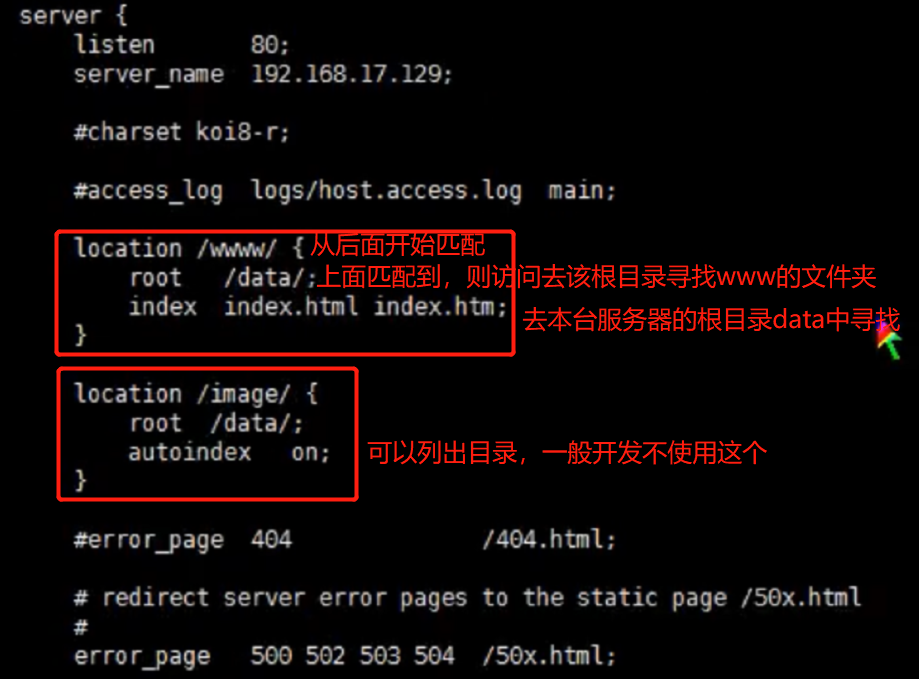 server {
listen 80;
server_name 192.168.17.129;
#charset koi8-r;
#access_log logs/host.access.log main;
location /wwww/ { 从后面开始匹配
root /data/;上面匹配到，则访问去该根目录寻找www的文件夹
index index.html index.htm;
去本台服务器的根目录data中寻找
}
location /image/ {
root /data/;
autoindex on; 可以列出目录，一般开发不使用这个
}
#error_page 404 /404.html;
# redirect server error pages to the static page /50x.html
#
error_page 500 502 503 504 /50x.html;